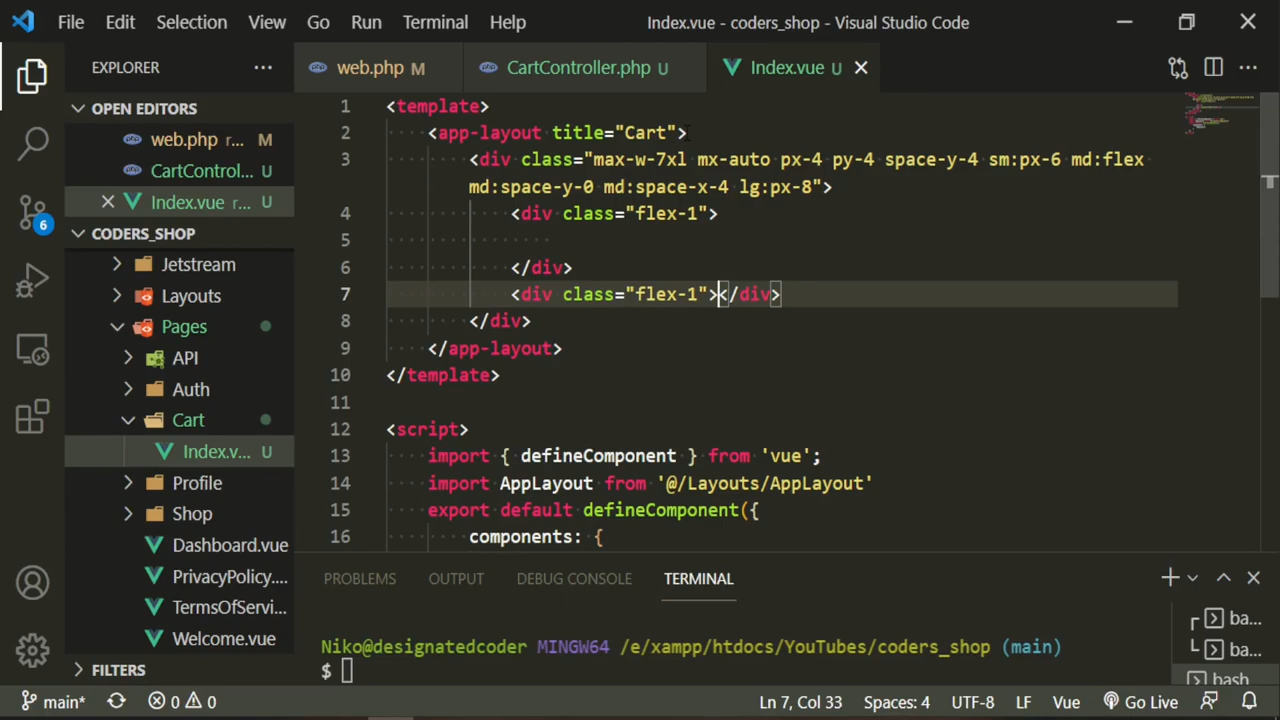 File Edit Selection View Go Run Terminal Help Index.vue - coders_shop - Visual Studio Code
EXPLORER ...
web.php M CartController.php U Index.vue U
OPEN EDITORS
web.php r... M
CartControl... U
Index.vue r... U
CODERS_SHOP
Jetstream
Layouts
Pages
API
Auth
Cart
Index.v... U
Profile
Shop
Dashboard.vue
PrivacyPolicy....
TermsOfServi...
Welcome.vue
FILTERS
6
1 <template>
2 <app-layout title="Cart">
3 <div class="max-w-7xl mx-auto px-4 py-4 space-y-4 sm:px-6 md:flex
md:space-y-0 md:space-x-4 lg:px-8">
4 <div class="flex-1">
5
6 </div>
7 <div class="flex-1"></div>
8 </div>
9 </app-layout>
10 </template>
11
12 <script>
13 import { defineComponent } from 'vue';
14 import AppLayout from '@/Layouts/AppLayout'
15 export default defineComponent({
16 components: {
PROBLEMS OUTPUT DEBUG CONSOLE TERMINAL
Niko@designatedcoder MINGW64 /e/xampp/htdocs/YouTubes/coders_shop (main)
$
ba...
ba...
bash
main* 0 0 Ln 7, Col 33 Spaces: 4 UTF-8 LF Vue Go Live